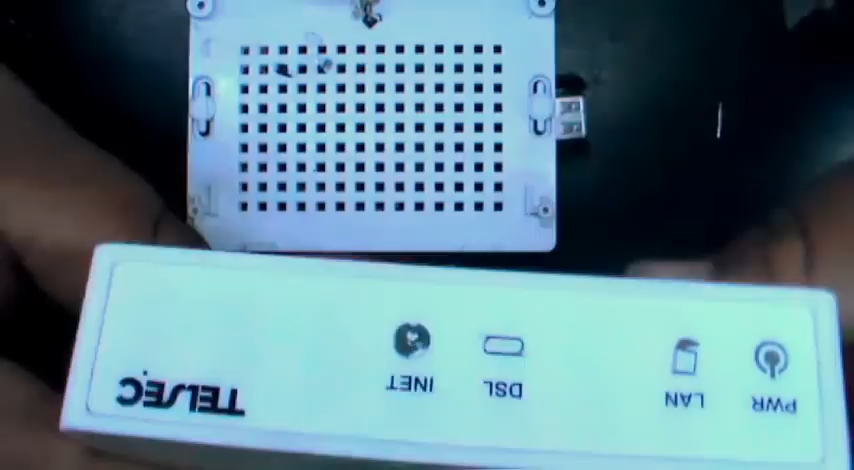 PWR
LAN
DSL
INET
TELSEC